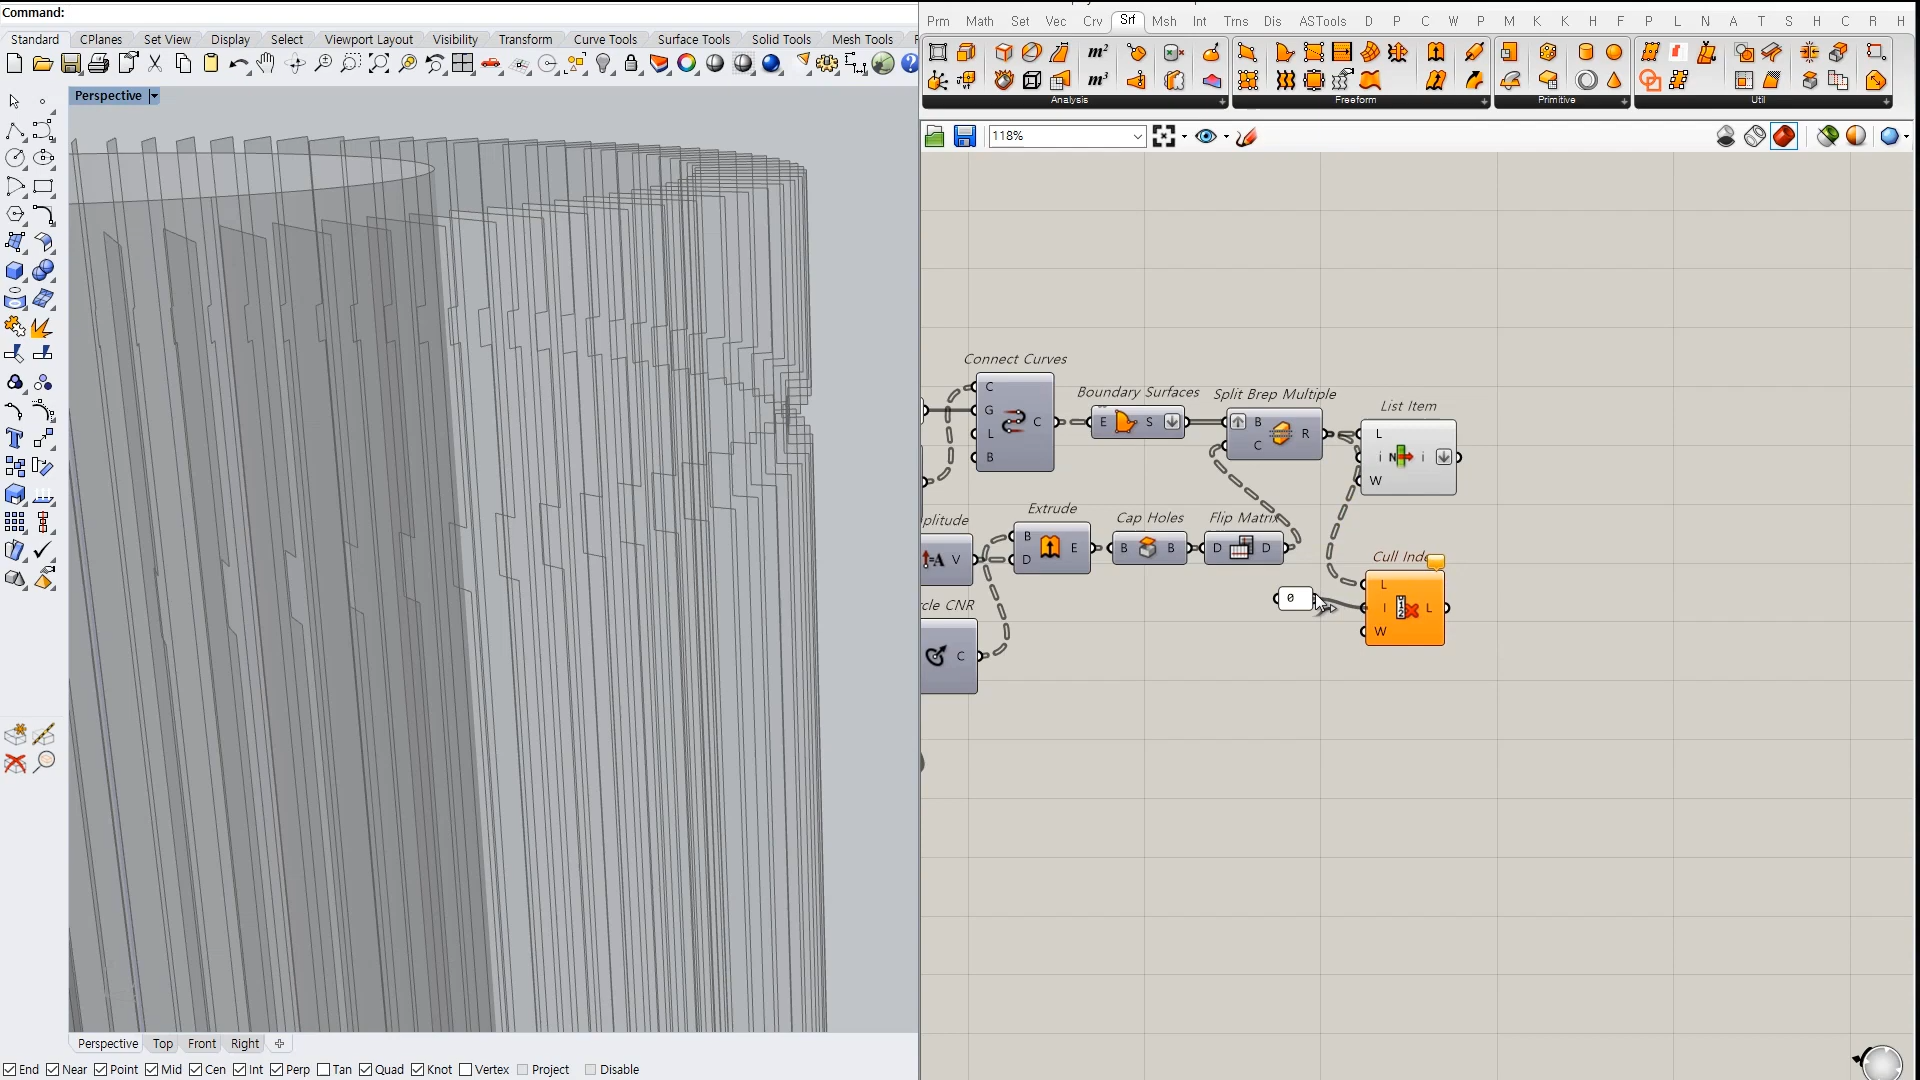 Command:
Standard CPlanes Set View Display Select Viewport Layout Visibility Transform Curve Tools Surface Tools Solid Tools Mesh Tools
Perspective
Prm Math Set Vec Crv Srf Msh Int Trns Dis ASTools D P C W P M K K H F P L N A T S H C R H
m² m³
Analysis Freeform Primitive Util
118%
Connect Curves
C
G
L
B
C
Boundary Surfaces
E S
Split Brep Multiple
B
C
R
List Item
L
i N i
W
plitude
A V
Extrude
B
D
E
Cap Holes
B B
Flip Matrix
D D
cle CNR
C
0
Cull Inde
L
I
W
L
Perspective Top Front Right
End Near Point Mid Cen Int Perp Tan Quad Knot Vertex Project Disable